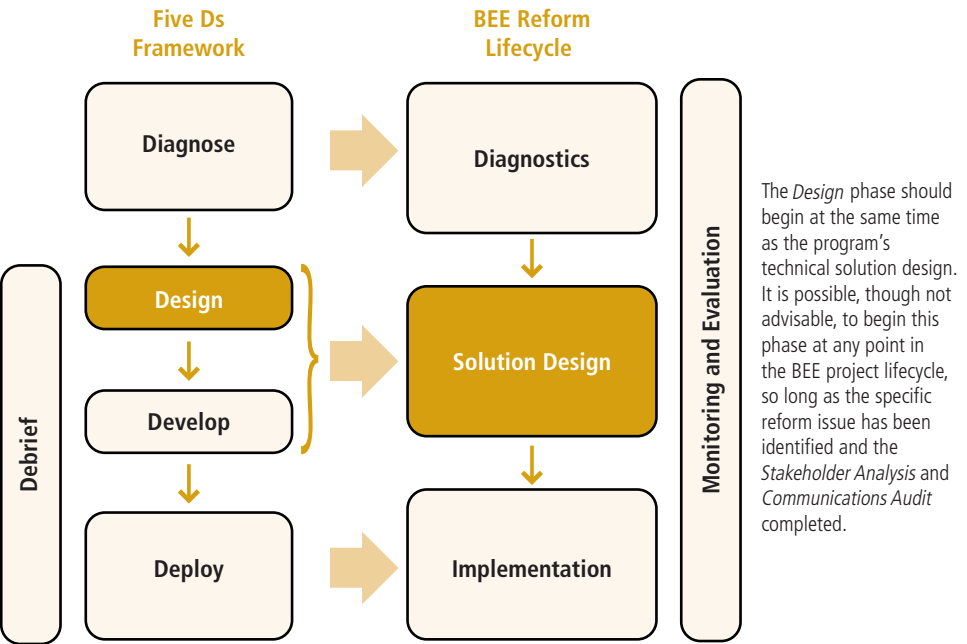 Five Ds
Framework
BEE Reform
Lifecycle
Diagnose
Diagnostics
Design
Solution Design
Develop
Deploy
Implementation
Debrief
Monitoring and Evaluation
The Design phase should
begin at the same time
as the program’s
technical solution design.
It is possible, though not
advisable, to begin this
phase at any point in
the BEE project lifecycle,
so long as the specific
reform issue has been
identified and the
Stakeholder Analysis and
Communications Audit
completed.